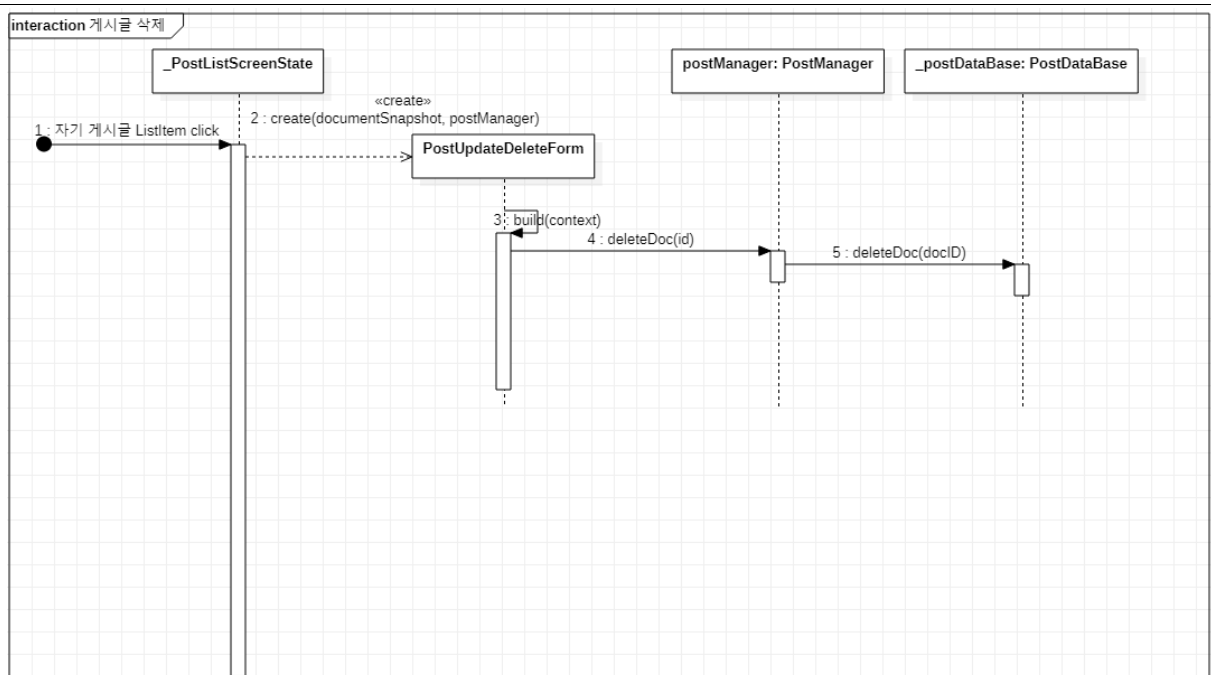 interaction 게시글 삭제
_PostListScreenState
postManager: PostManager
_postDataBase: PostDataBase
«create»
2 : create(documentSnapshot, postManager)
1 : 자기 게시글 ListItem click
PostUpdateDeleteForm
3 : build(context)
4 : deleteDoc(id)
5 : deleteDoc(docID)